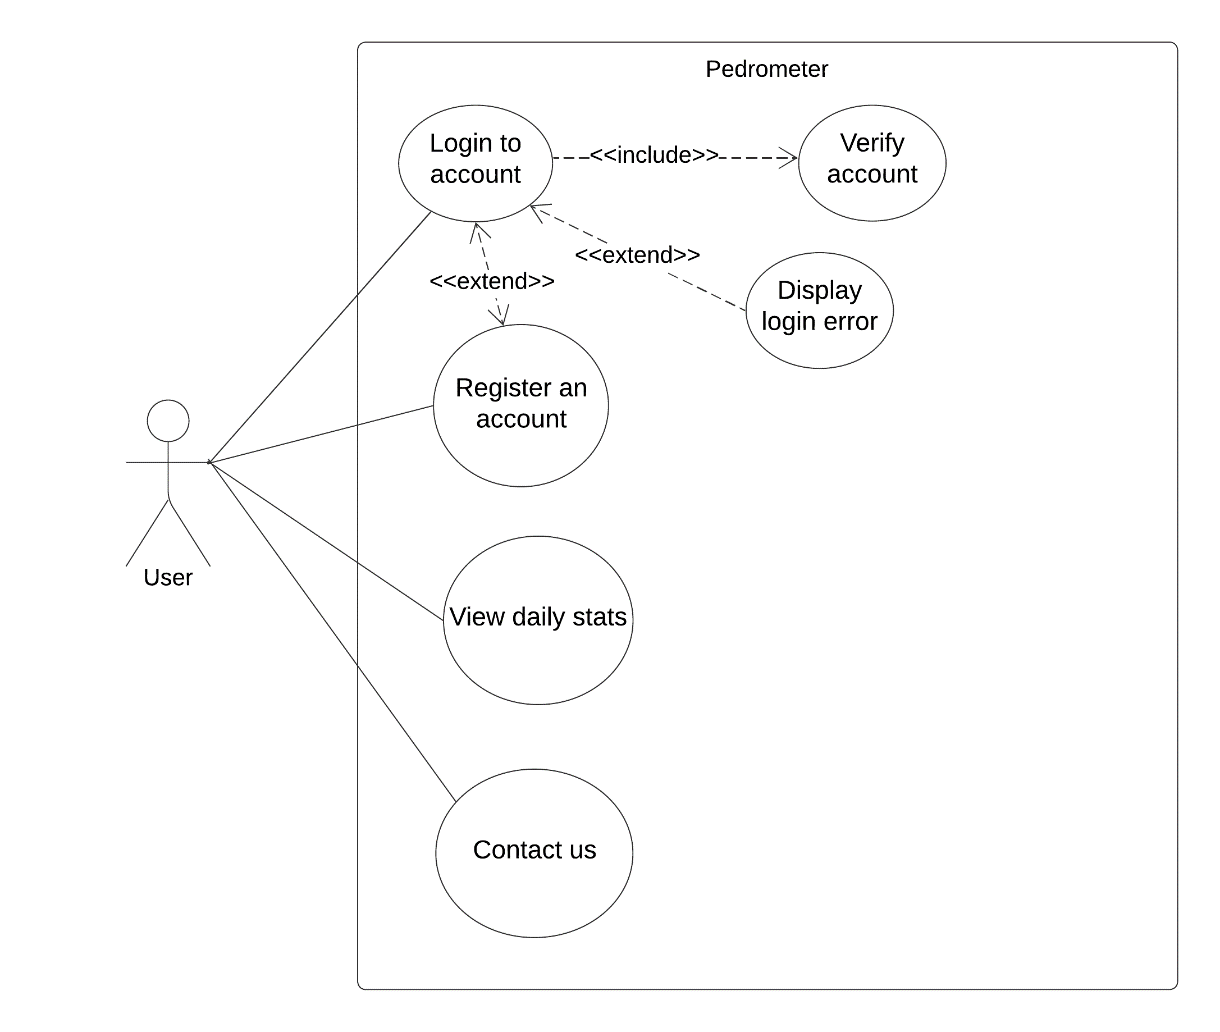 Pedrometer
Login to
account
<<include>>
Verify
account
<<extend>>
<<extend>>
Display
login error
Register an
account
User
View daily stats
Contact us